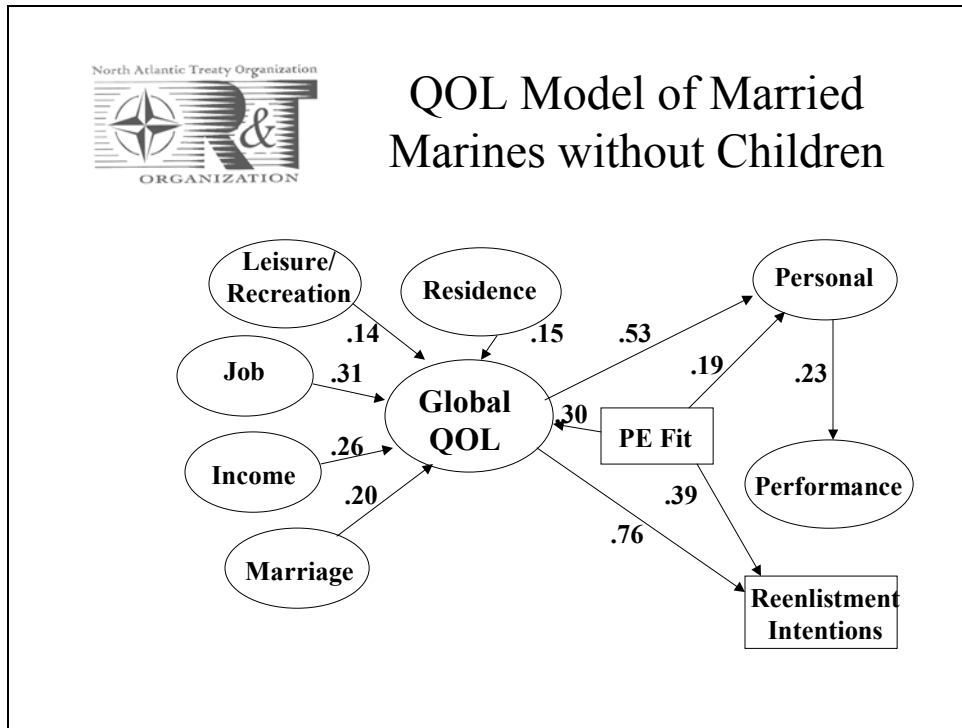 North Atlantic Treaty Organization
R&T
ORGANIZATION
QOL Model of Married
Marines without Children
Leisure/
Recreation
Residence
Personal
.14
.15
.53
.19
.23
Job
.31
Global
QOL
.30
PE Fit
Income
.26
.20
.39
Performance
.76
Marriage
Reenlistment
Intentions